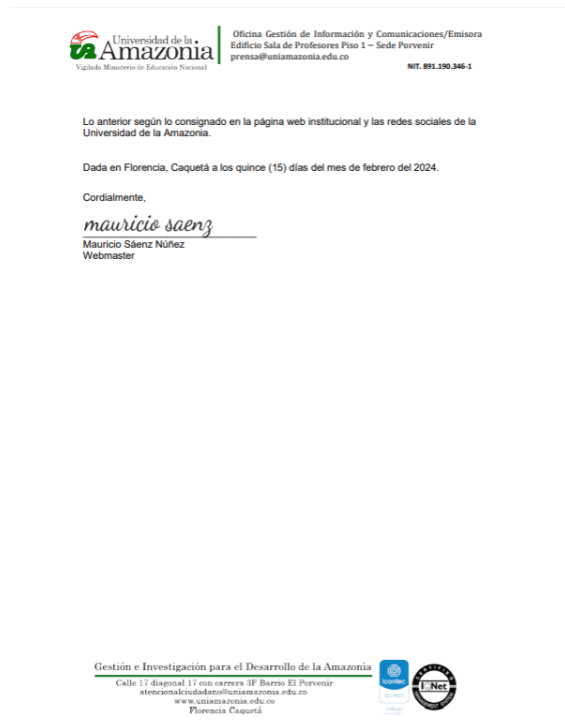 Universidad de la
Amazonia
Vigilada Ministerio de Educación Nacional
Oficina Gestión de Información y Comunicaciones/Emisora
Edificio Sala de Profesores Piso 1 – Sede Porvenir
prensa@uniamazonia.edu.co
NIT. 891.190.346-1
Lo anterior según lo consignado en la página web institucional y las redes sociales de la
Universidad de la Amazonia.
Dada en Florencia, Caquetá a los quince (15) días del mes de febrero del 2024.
Cordialmente,
mauricio saenz
Mauricio Sáenz Núñez
Webmaster
Gestión e Investigación para el Desarrollo de la Amazonia
Calle 17 diagonal 17 con carrera 3F Barrio El Porvenir
atencionalciudadano@uniamazonia.edu.co
www.uniamazonia.edu.co
Florencia Caquetá
icontec
CERTIFIED
IQNet
MANAGEMENT SYSTEM